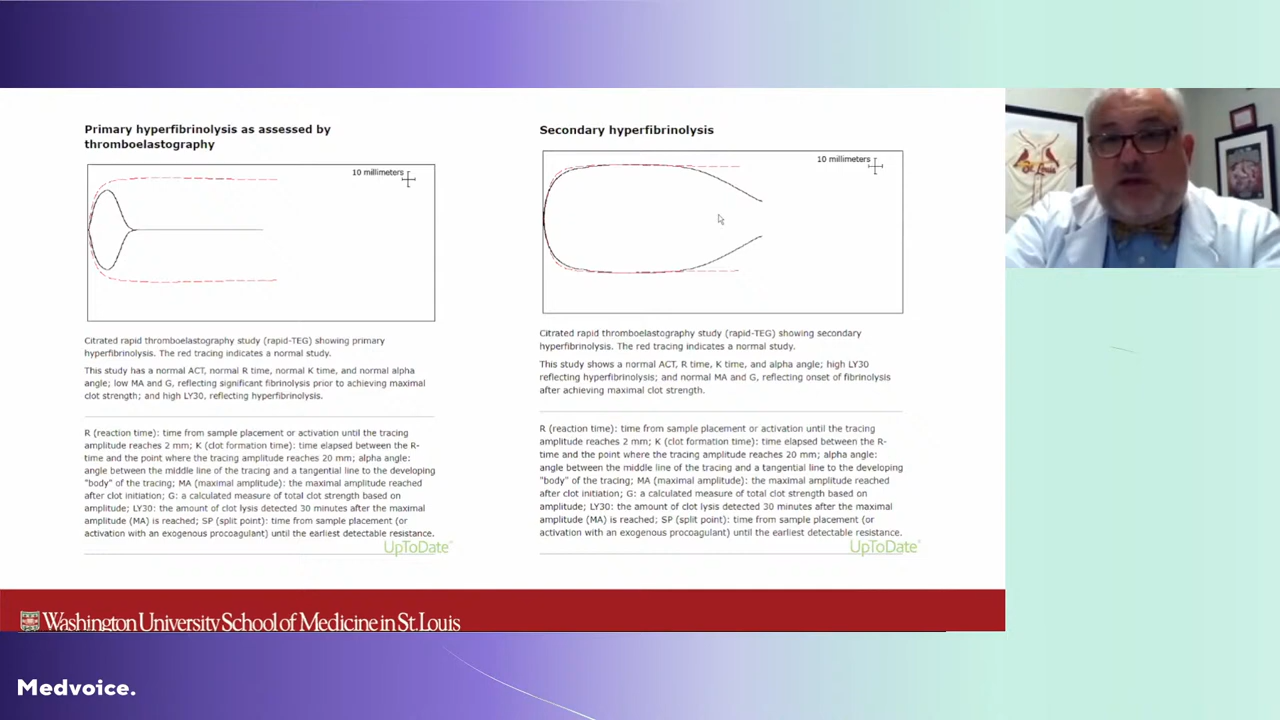 Primary hyperfibrinolysis as assessed by
thromboelastography
10 millimeters
Citrated rapid thromboelastography study (rapid-TEG) showing primary
hyperfibrinolysis. The red tracing indicates a normal study.
This study has a normal ACT, normal R time, normal K time, and normal alpha
angle; low MA and G, reflecting significant fibrinolysis prior to achieving maximal
clot strength; and high LY30, reflecting hyperfibrinolysis.
R (reaction time): time from sample placement or activation until the tracing
amplitude reaches 2 mm; K (clot formation time): time elapsed between the R-
time and the point where the tracing amplitude reaches 20 mm; alpha angle:
angle between the middle line of the tracing and a tangential line to the developing
"body" of the tracing; MA (maximal amplitude): the maximal amplitude reached
after clot initiation; G: a calculated measure of total clot strength based on
amplitude; LY30: the amount of clot lysis detected 30 minutes after the maximal
amplitude (MA) is reached; SP (split point): time from sample placement (or
activation with an exogenous procoagulant) until the earliest detectable resistance.
UpToDate®
Secondary hyperfibrinolysis
10 millimeters
Citrated rapid thromboelastography study (rapid-TEG) showing secondary
hyperfibrinolysis. The red tracing indicates a normal study.
This study shows a normal ACT, R time, K time, and alpha angle; high LY30
reflecting hyperfibrinolysis; and normal MA and G, reflecting onset of fibrinolysis
after achieving maximal clot strength.
R (reaction time): time from sample placement or activation until the tracing
amplitude reaches 2 mm; K (clot formation time): time elapsed between the R-
time and the point where the tracing amplitude reaches 20 mm; alpha angle:
angle between the middle line of the tracing and a tangential line to the developing
"body" of the tracing; MA (maximal amplitude): the maximal amplitude reached
after clot initiation; G: a calculated measure of total clot strength based on
amplitude; LY30: the amount of clot lysis detected 30 minutes after the maximal
amplitude (MA) is reached; SP (split point): time from sample placement (or
activation with an exogenous procoagulant) until the earliest detectable resistance.
UpToDate®
St. Louis
Washington University School of Medicine in St. Louis
Medvoice.